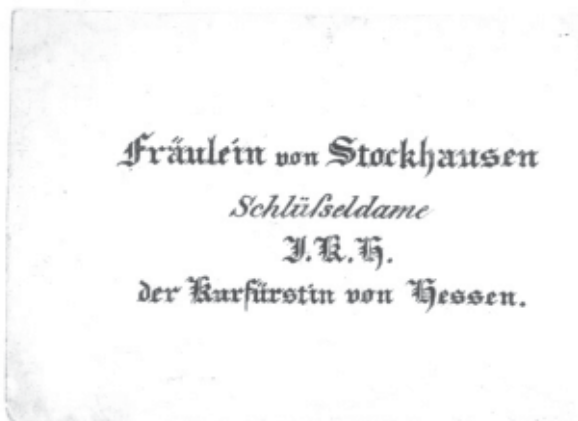 Fräulein von Stockhausen
Schlüſseldame
I.K.H.
der Kurfürstin von Hessen.